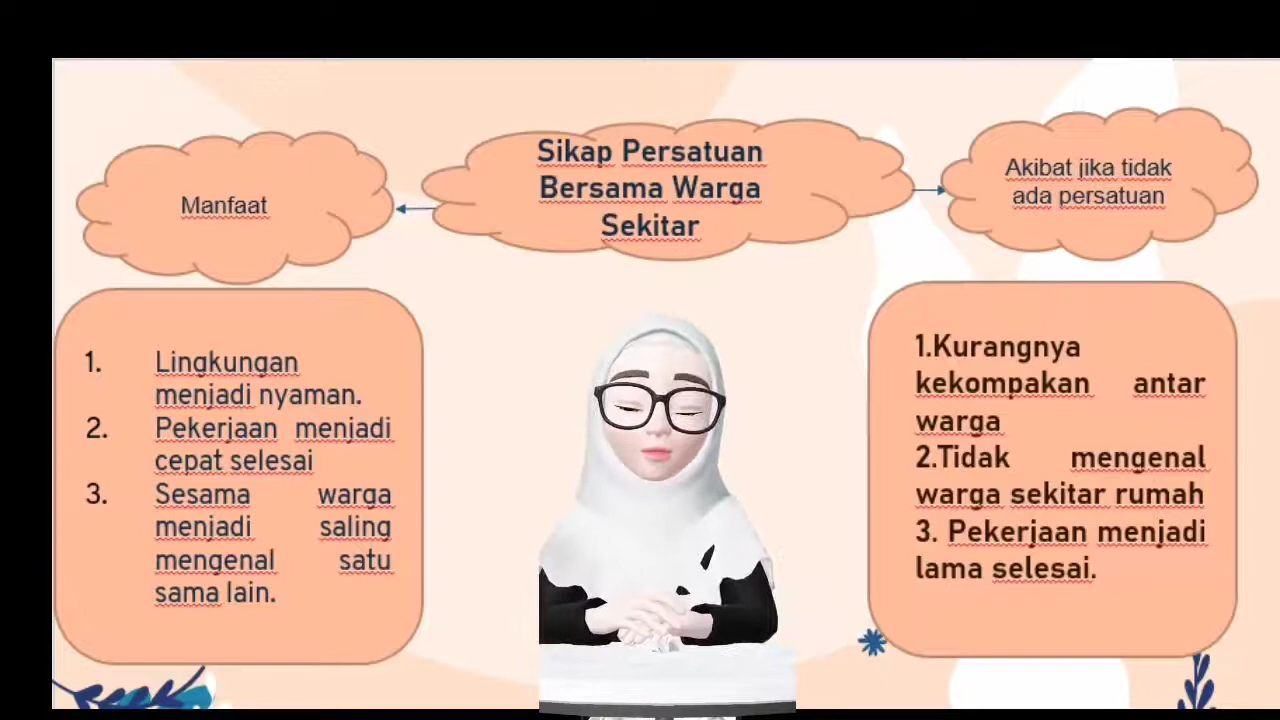 Sikap Persatuan
Bersama Warga
Sekitar
Manfaat
1. Lingkungan
menjadi nyaman.
2. Pekerjaan menjadi
cepat selesai
3. Sesama warga
menjadi saling
mengenal satu
sama lain.
Akibat jika tidak
ada persatuan
1.Kurangnya
kekompakan antar
warga
2.Tidak mengenal
warga sekitar rumah
3. Pekerjaan menjadi
lama selesai.